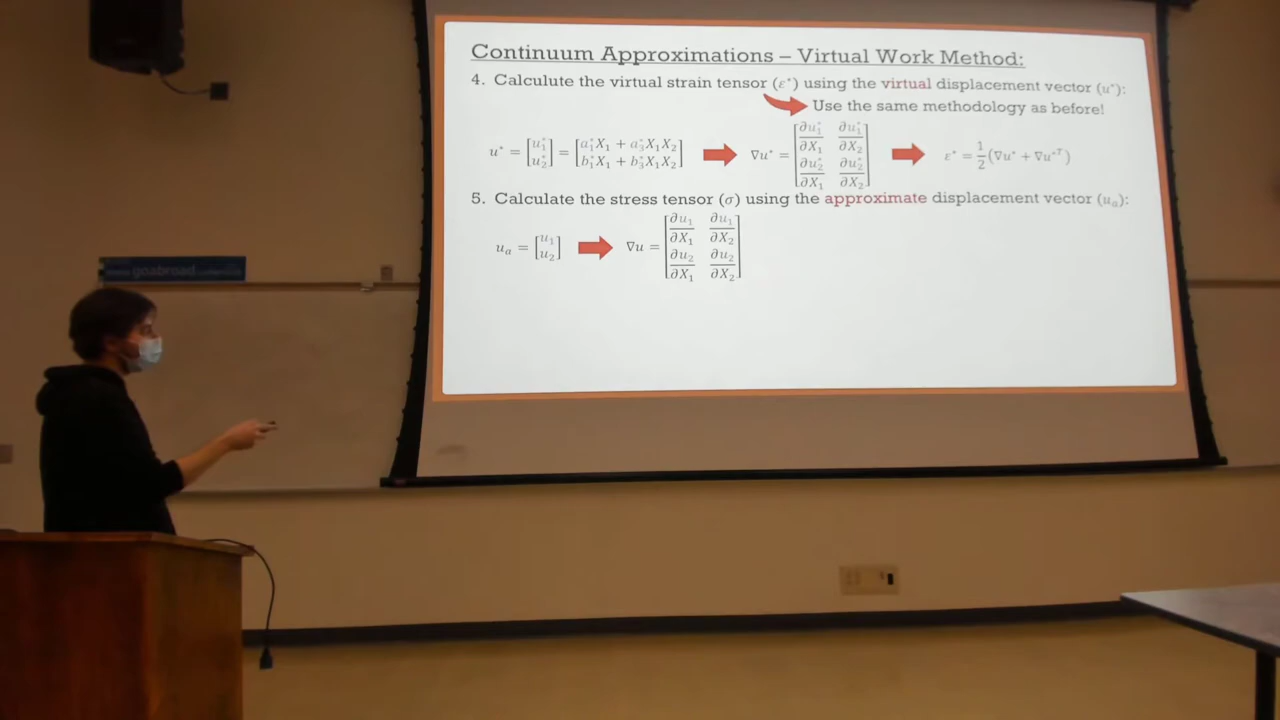 Continuum Approximations – Virtual Work Method:
4. Calculute the virtual strain tensor (ε*) using the virtual displacement vector (u*):
Use the same methodology as before!
u* = [u₁* u₂*] = [a₁*X₁ + a₃*X₁X₂ b₁*X₁ + b₃*X₁X₂] ∇u* = [∂u₁*/∂X₁ ∂u₁*/∂X₂ ∂u₂*/∂X₁ ∂u₂*/∂X₂] ε* = 1/2(∇u* + ∇u*ᵀ)
5. Calculate the stress tensor (σ) using the approximate displacement vector (uₐ):
uₐ = [u₁ u₂] ∇u = [∂u₁/∂X₁ ∂u₁/∂X₂ ∂u₂/∂X₁ ∂u₂/∂X₂]
goabroad